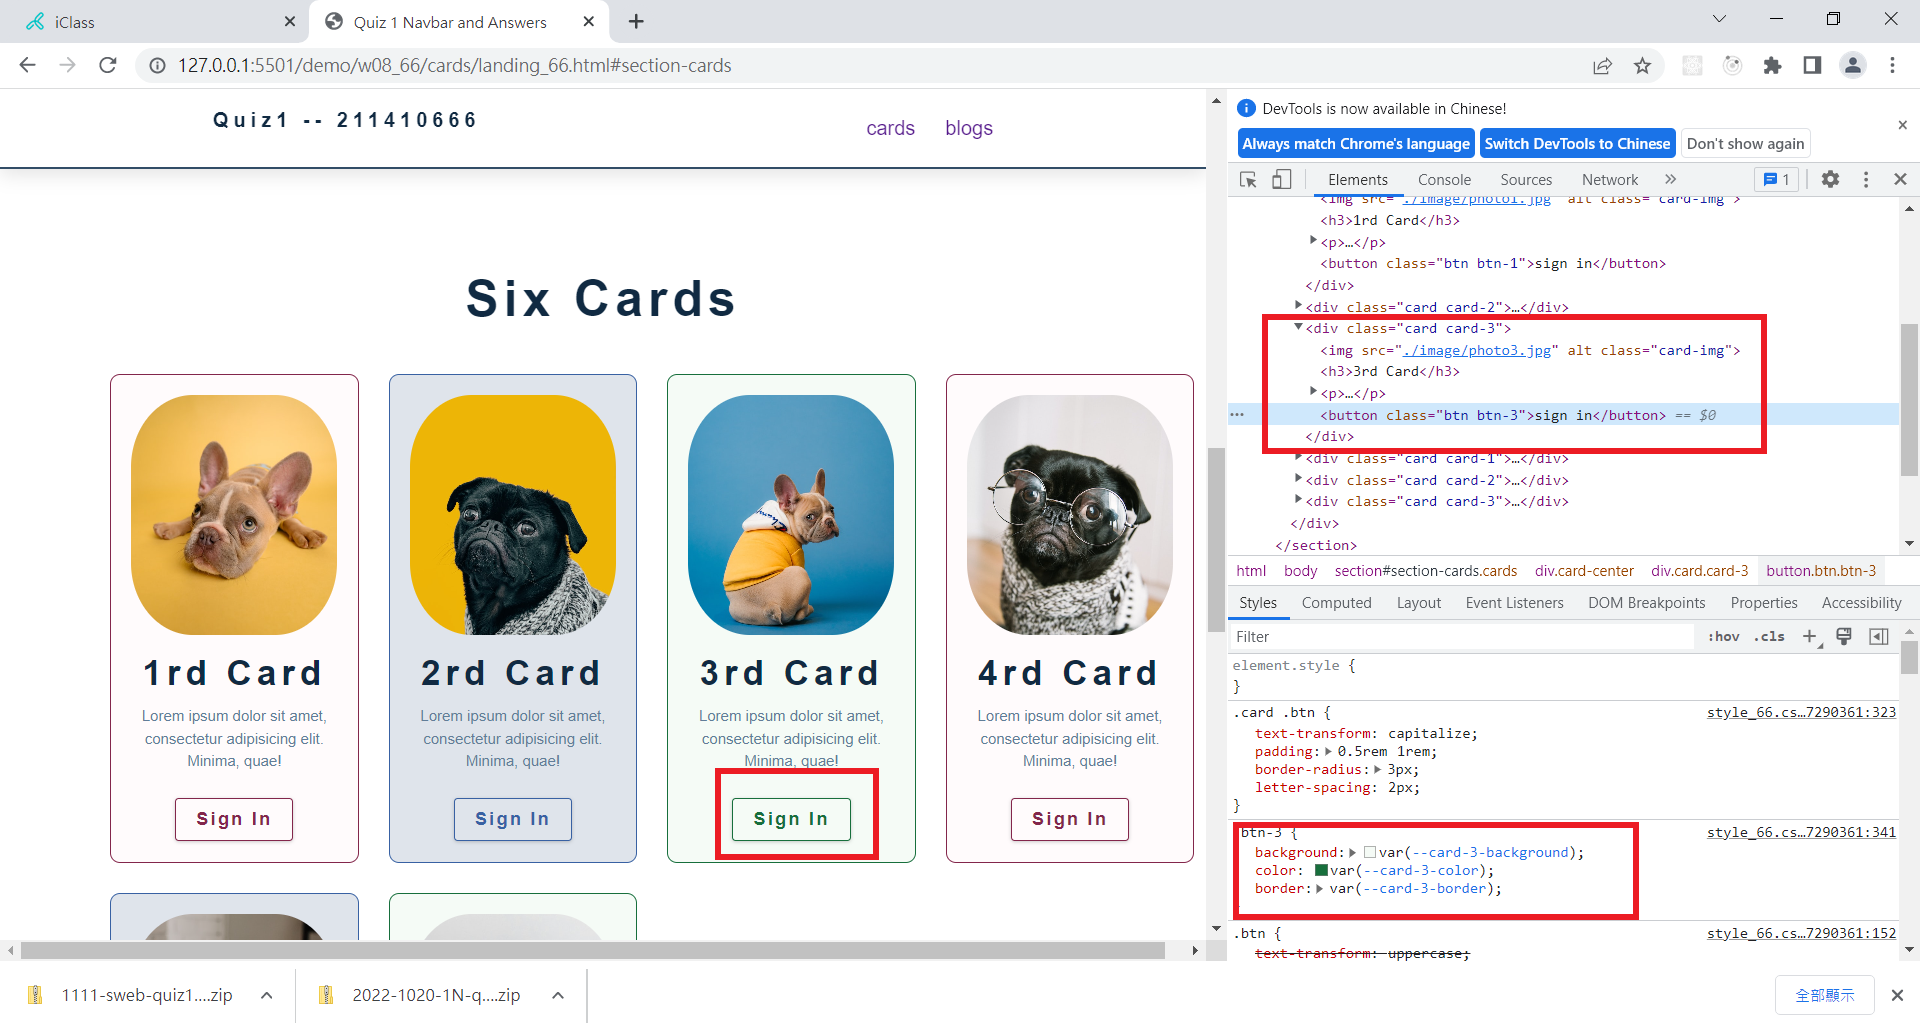 iClass
Quiz 1 Navbar and Answers
127.0.0.1:5501/demo/w08_66/cards/landing_66.html#section-cards
Quiz1 -- 211410666
cards
blogs
Six Cards
1rd Card
Lorem ipsum dolor sit amet,
consectetur adipisicing elit.
Minima, quae!
Sign In
2rd Card
Lorem ipsum dolor sit amet,
consectetur adipisicing elit.
Minima, quae!
Sign In
3rd Card
Lorem ipsum dolor sit amet,
consectetur adipisicing elit.
Minima, quae!
Sign In
4rd Card
Lorem ipsum dolor sit amet,
consectetur adipisicing elit.
Minima, quae!
Sign In
DevTools is now available in Chinese!
Always match Chrome's language
Switch DevTools to Chinese
Don't show again
Elements
Console
Sources
Network
1
<img src="./image/photo1.jpg" alt class="card-img">
<h3>1rd Card</h3>
<p>…</p>
<button class="btn btn-1">sign in</button>
</div>
<div class="card card-2">…</div>
<div class="card card-3">
<img src="./image/photo3.jpg" alt class="card-img">
<h3>3rd Card</h3>
<p>…</p>
<button class="btn btn-3">sign in</button> == $0
</div>
<div class="card card-1">…</div>
<div class="card card-2">…</div>
<div class="card card-3">…</div>
</div>
</section>
html body section#section-cards.cards div.card-center div.card.card-3 button.btn.btn-3
Styles Computed Layout Event Listeners DOM Breakpoints Properties Accessibility
Filter
:hov .cls
element.style {
}
.card .btn {
style_66.cs…7290361:323
text-transform: capitalize;
padding: 0.5rem 1rem;
border-radius: 3px;
letter-spacing: 2px;
}
btn-3 {
style_66.cs…7290361:341
background: var(--card-3-background);
color: var(--card-3-color);
border: var(--card-3-border);
.btn {
style_66.cs…7290361:152
text-transform: uppercase;
1111-sweb-quiz1....zip
2022-1020-1N-q....zip
全部顯示